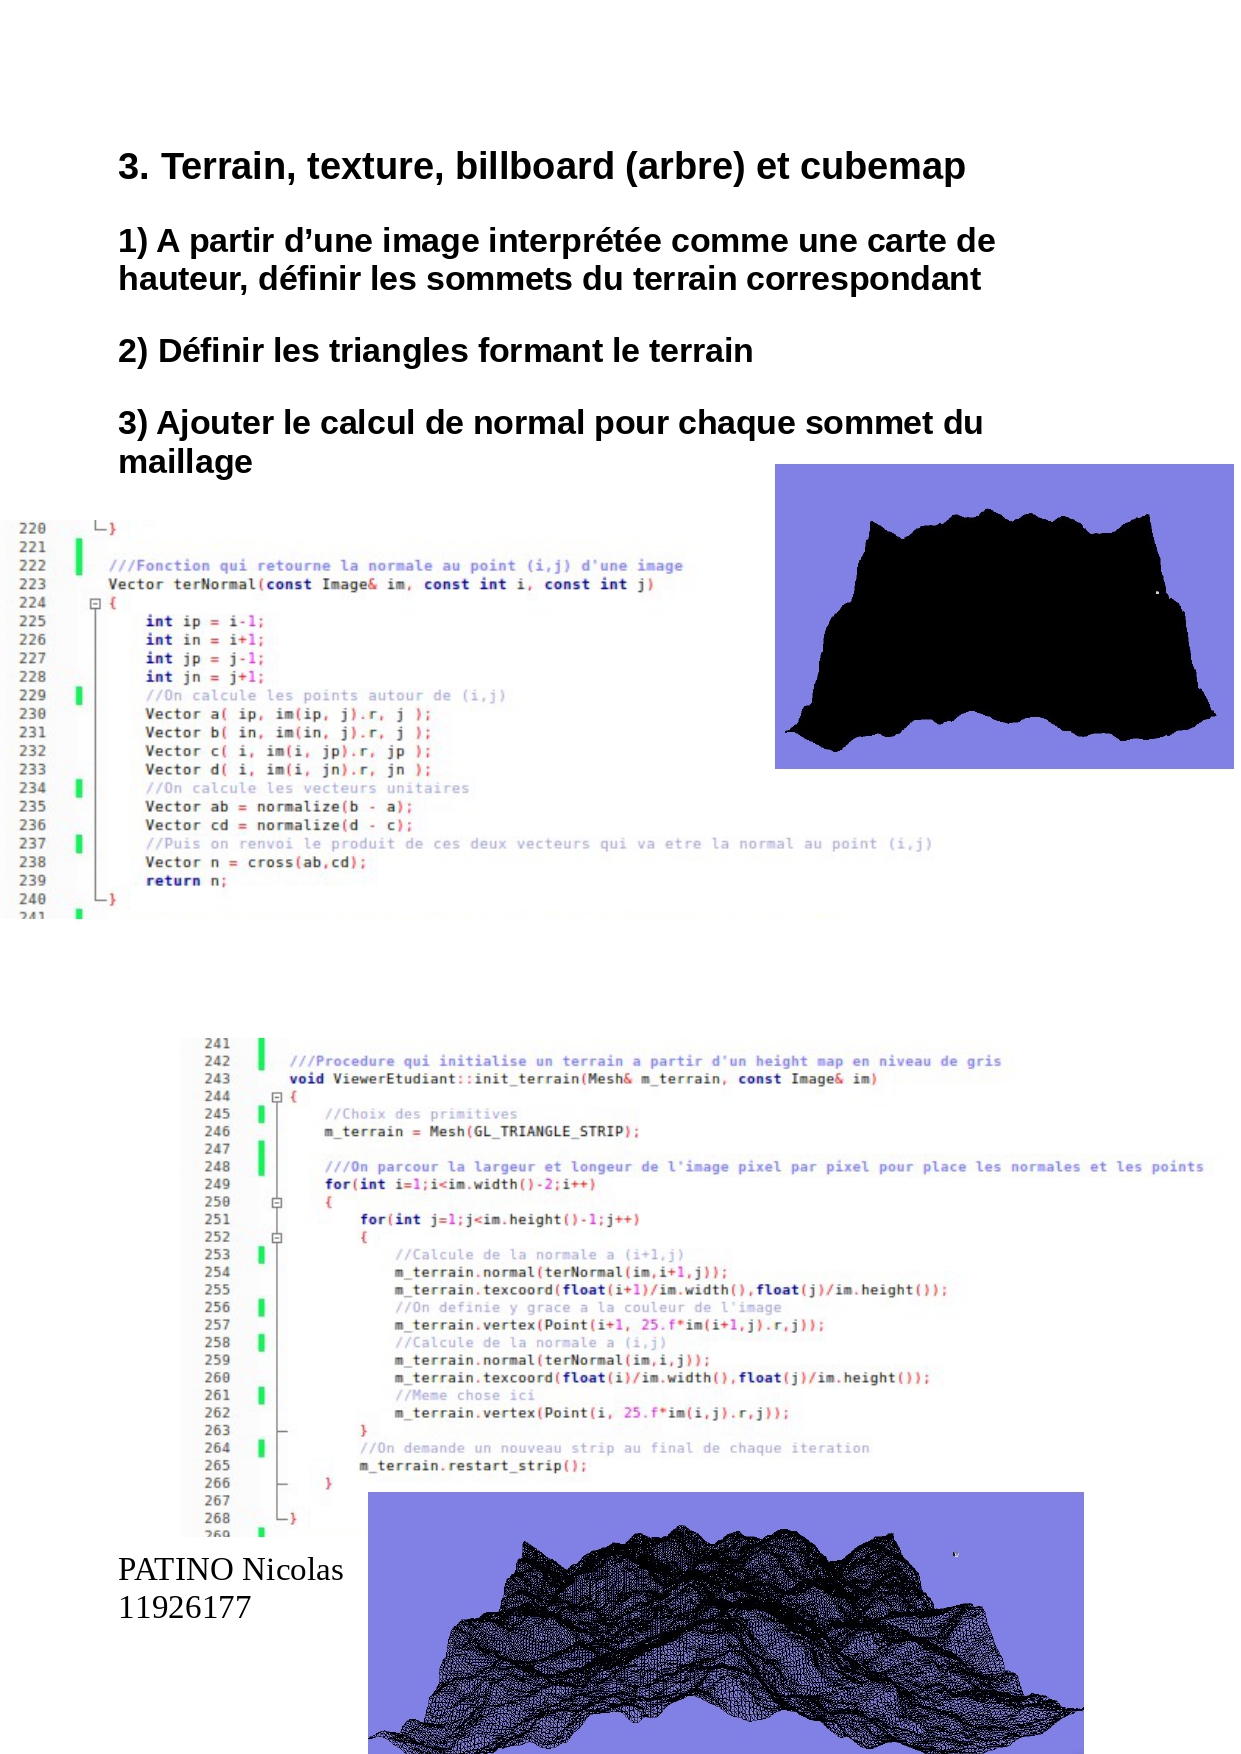 3. Terrain, texture, billboard (arbre) et cubemap
1) A partir d’une image interprétée comme une carte de
hauteur, définir les sommets du terrain correspondant
2) Définir les triangles formant le terrain
3) Ajouter le calcul de normal pour chaque sommet du
maillage
220 }
221
222 ///Fonction qui retourne la normale au point (i,j) d'une image
223 Vector terNormal(const Image& im, const int i, const int j)
224 {
225 int ip = i-1;
226 int in = i+1;
227 int jp = j-1;
228 int jn = j+1;
229 //On calcule les points autour de (i,j)
230 Vector a( ip, im(ip, j).r, j );
231 Vector b( in, im(in, j).r, j );
232 Vector c( i, im(i, jp).r, jp );
233 Vector d( i, im(i, jn).r, jn );
234 //On calcule les vecteurs unitaires
235 Vector ab = normalize(b - a);
236 Vector cd = normalize(d - c);
237 //Puis on renvoi le produit de ces deux vecteurs qui va etre la normal au point (i,j)
238 Vector n = cross(ab,cd);
239 return n;
240 }
241
241
242 ///Procedure qui initialise un terrain a partir d'un height map en niveau de gris
243 void ViewerEtudiant::init_terrain(Mesh& m_terrain, const Image& im)
244 {
245 //Choix des primitives
246 m_terrain = Mesh(GL_TRIANGLE_STRIP);
247
248 ///On parcour la largeur et longeur de l'image pixel par pixel pour place les normales et les points
249 for(int i=1;i<im.width()-2;i++)
250 {
251 for(int j=1;j<im.height()-1;j++)
252 {
253 //Calcule de la normale a (i+1,j)
254 m_terrain.normal(terNormal(im,i+1,j));
255 m_terrain.texcoord(float(i+1)/im.width(),float(j)/im.height());
256 //On definie y grace a la couleur de l'image
257 m_terrain.vertex(Point(i+1, 25.f*im(i+1,j).r,j));
258 //Calcule de la normale a (i,j)
259 m_terrain.normal(terNormal(im,i,j));
260 m_terrain.texcoord(float(i)/im.width(),float(j)/im.height());
261 //Meme chose ici
262 m_terrain.vertex(Point(i, 25.f*im(i,j).r,j));
263 }
264 //On demande un nouveau strip au final de chaque iteration
265 m_terrain.restart_strip();
266 }
267
268 }
269
PATINO Nicolas
11926177